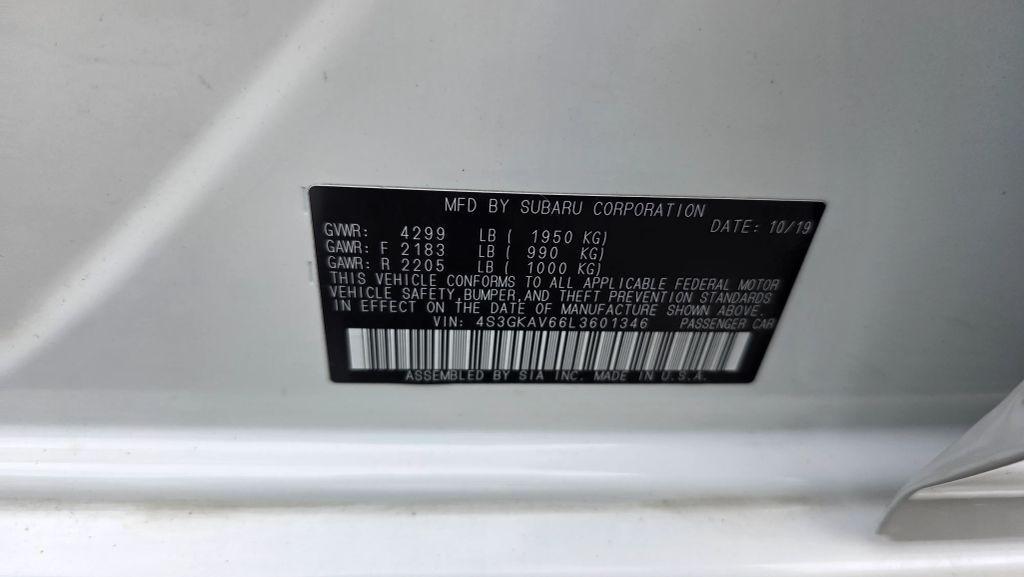 MFD BY SUBARU CORPORATION
DATE: 10/19
GVWR: 4299 LB ( 1950 KG)
GAWR: F 2183 LB ( 990 KG)
GAWR: R 2205 LB ( 1000 KG)
THIS VEHICLE CONFORMS TO ALL APPLICABLE FEDERAL MOTOR
VEHICLE SAFETY,BUMPER,AND THEFT PREVENTION STANDARDS
IN EFFECT ON THE DATE OF MANUFACTURE SHOWN ABOVE.
VIN: 4S3GKAV66L3601346 PASSENGER CAR
ASSEMBLED BY SIA INC. MADE IN U.S.A.